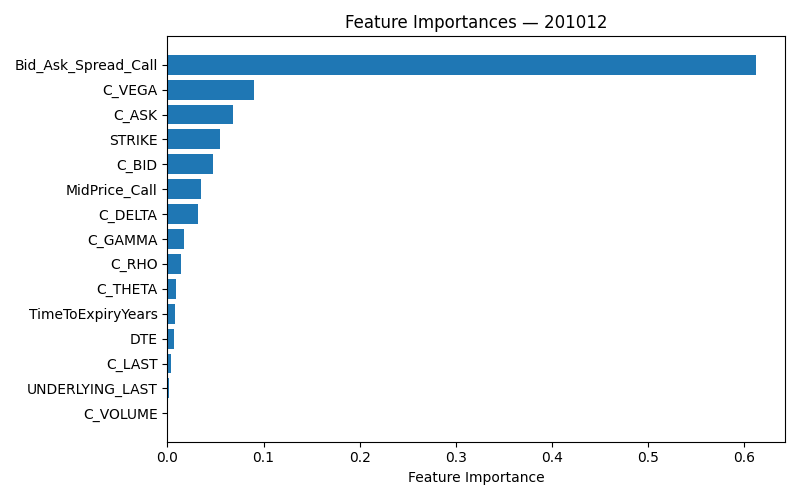 Feature Importances — 201012
Bid_Ask_Spread_Call
C_VEGA
C_ASK
STRIKE
C_BID
MidPrice_Call
C_DELTA
C_GAMMA
C_RHO
C_THETA
TimeToExpiryYears
DTE
C_LAST
UNDERLYING_LAST
C_VOLUME
0.0 0.1 0.2 0.3 0.4 0.5 0.6
Feature Importance